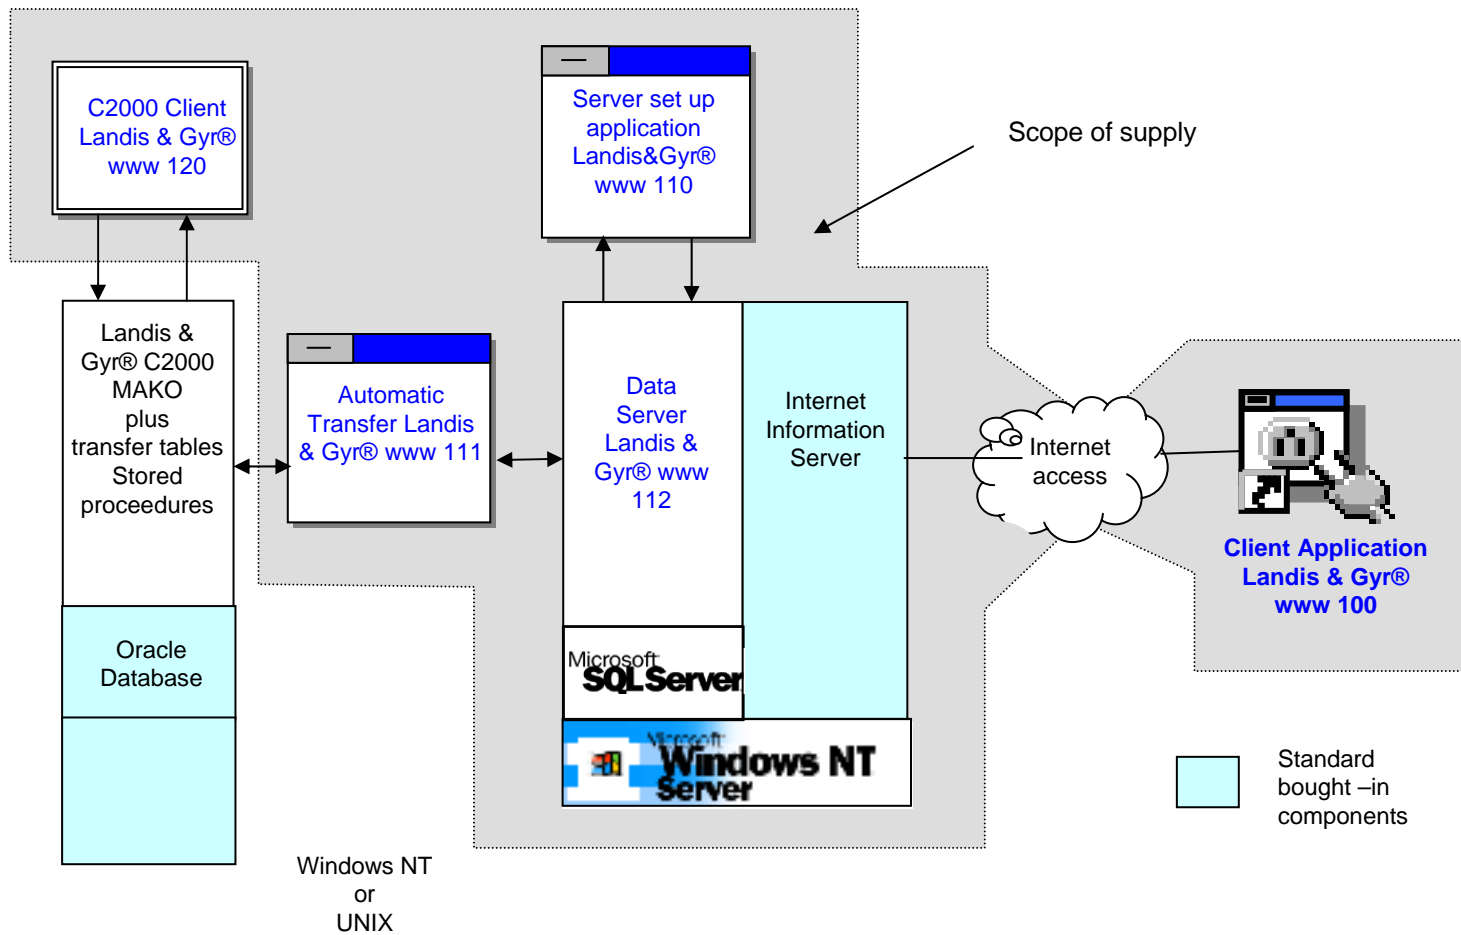 C2000 Client
Landis & Gyr®
www 120
Server set up
application
Landis&Gyr®
www 110
Scope of supply
Landis &
Gyr® C2000
MAKO
plus
transfer tables
Stored
proceedures
Automatic
Transfer Landis
& Gyr® www 111
Data
Server
Landis &
Gyr® www
112
Internet
Information
Server
Internet
access
Client Application
Landis & Gyr®
www 100
Oracle
Database
Microsoft
SQL Server
Microsoft
Windows NT
Server
Standard
bought –in
components
Windows NT
or
UNIX